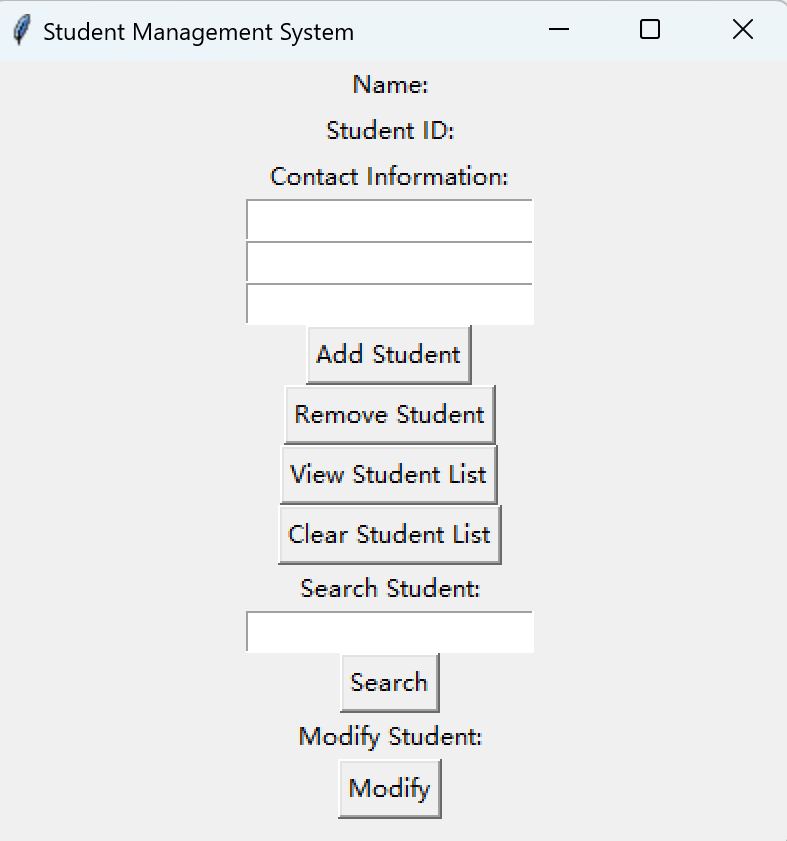 Student Management System
Name:
Student ID:
Contact Information:
Add Student
Remove Student
View Student List
Clear Student List
Search Student:
Search
Modify Student:
Modify